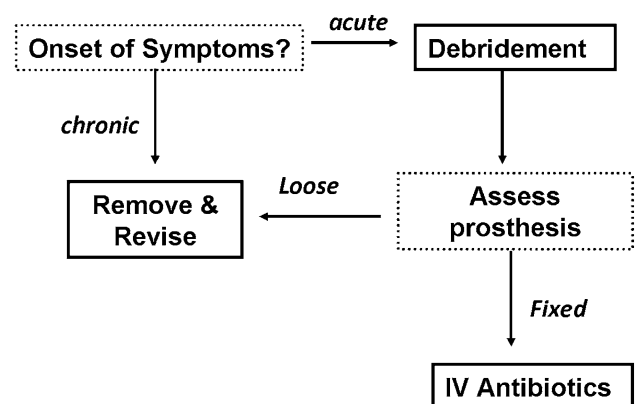 Onset of Symptoms?
acute
Debridement
chronic
Loose
Remove &
Revise
Assess
prosthesis
Fixed
IV Antibiotics